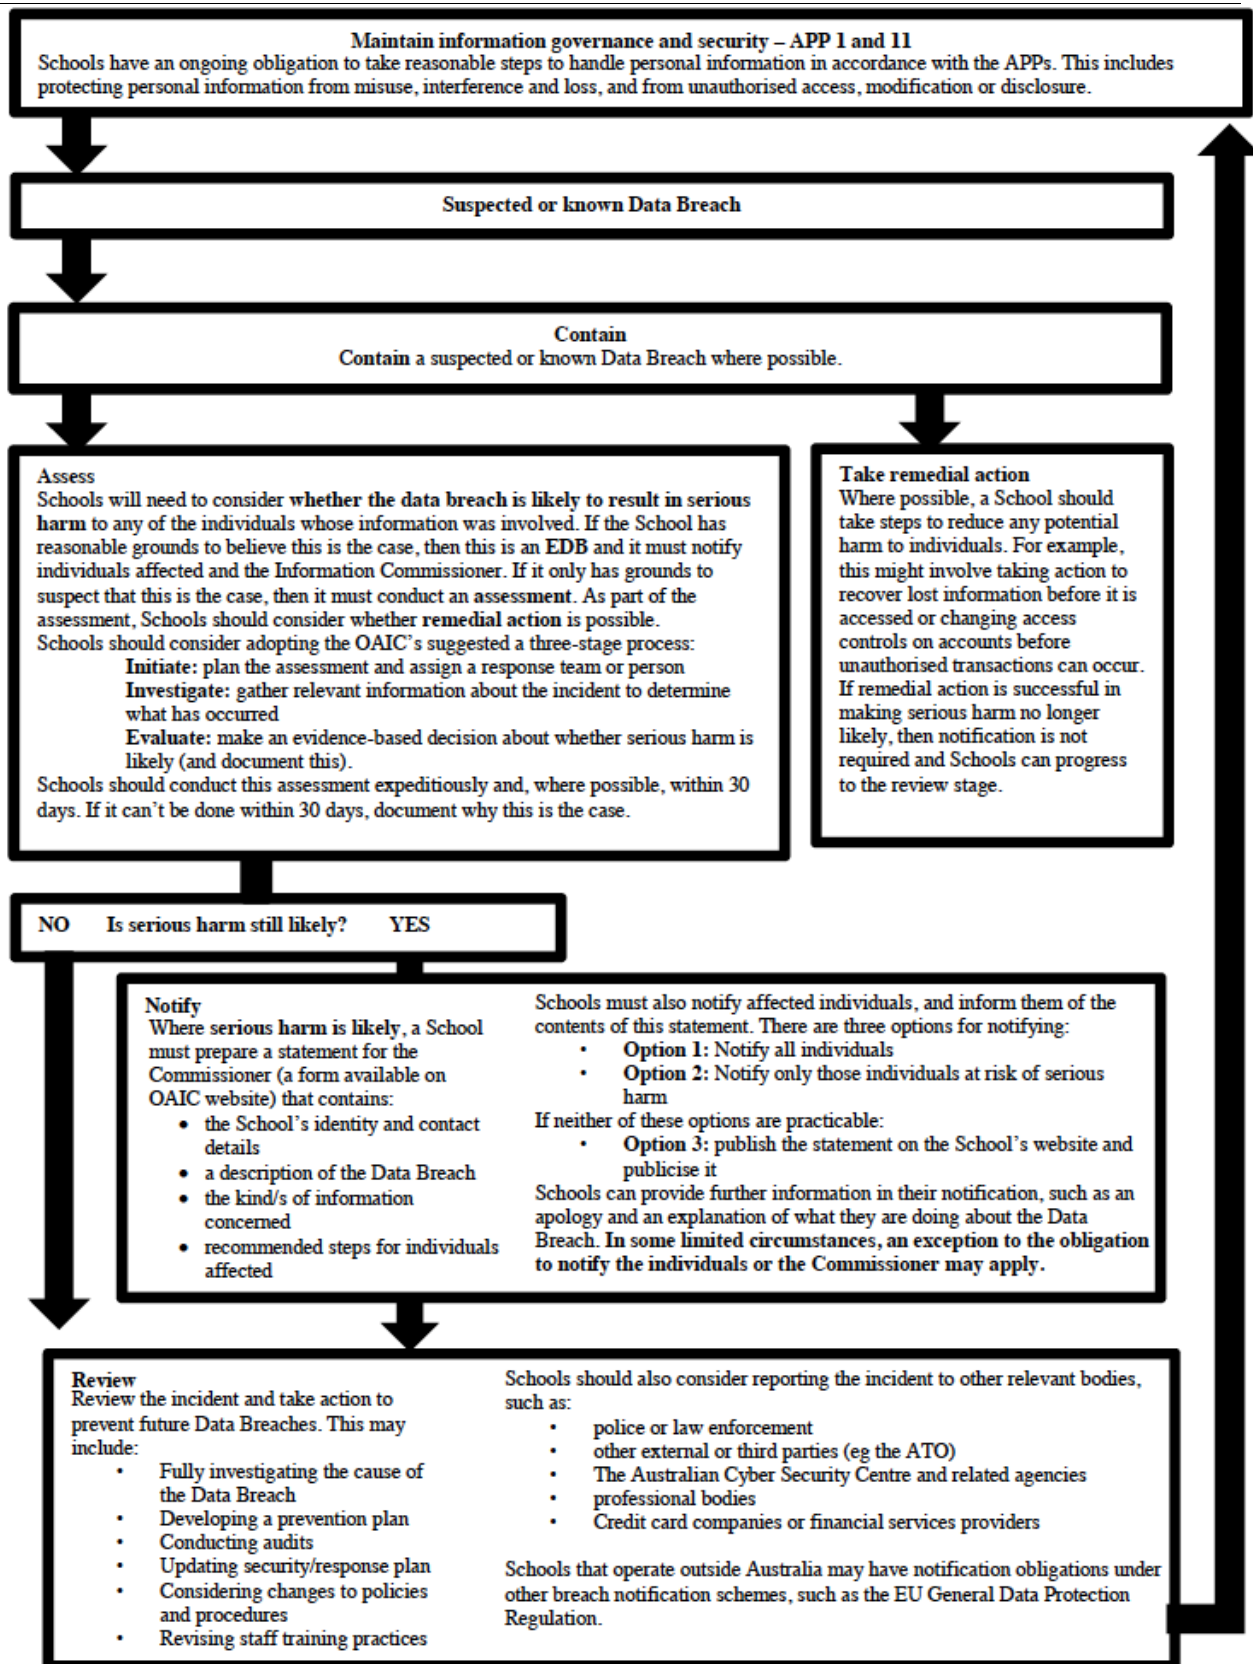 Maintain information governance and security – APP 1 and 11
Schools have an ongoing obligation to take reasonable steps to handle personal information in accordance with the APPs. This includes
protecting personal information from misuse, interference and loss, and from unauthorised access, modification or disclosure.
Suspected or known Data Breach
Contain
Contain a suspected or known Data Breach where possible.
Assess
Schools will need to consider whether the data breach is likely to result in serious
harm to any of the individuals whose information was involved. If the School has
reasonable grounds to believe this is the case, then this is an EDB and it must notify
individuals affected and the Information Commissioner. If it only has grounds to
suspect that this is the case, then it must conduct an assessment. As part of the
assessment, Schools should consider whether remedial action is possible.
Schools should consider adopting the OAIC's suggested a three-stage process:
Initiate: plan the assessment and assign a response team or person
Investigate: gather relevant information about the incident to determine
what has occurred
Evaluate: make an evidence-based decision about whether serious harm is
likely (and document this).
Schools should conduct this assessment expeditiously and, where possible, within 30
days. If it can't be done within 30 days, document why this is the case.
Take remedial action
Where possible, a School should
take steps to reduce any potential
harm to individuals. For example,
this might involve taking action to
recover lost information before it is
accessed or changing access
controls on accounts before
unauthorised transactions can occur.
If remedial action is successful in
making serious harm no longer
likely, then notification is not
required and Schools can progress
to the review stage.
NO Is serious harm still likely? YES
Notify
Where serious harm is likely, a School
must prepare a statement for the
Commissioner (a form available on
OAIC website) that contains:
• the School's identity and contact
details
• a description of the Data Breach
• the kind/s of information
concerned
• recommended steps for individuals
affected
Schools must also notify affected individuals, and inform them of the
contents of this statement. There are three options for notifying:
• Option 1: Notify all individuals
• Option 2: Notify only those individuals at risk of serious
harm
If neither of these options are practicable:
• Option 3: publish the statement on the School's website and
publicise it
Schools can provide further information in their notification, such as an
apology and an explanation of what they are doing about the Data
Breach. In some limited circumstances, an exception to the obligation
to notify the individuals or the Commissioner may apply.
Review
Review the incident and take action to
prevent future Data Breaches. This may
include:
• Fully investigating the cause of
the Data Breach
• Developing a prevention plan
• Conducting audits
• Updating security/response plan
• Considering changes to policies
and procedures
• Revising staff training practices
Schools should also consider reporting the incident to other relevant bodies,
such as:
• police or law enforcement
• other external or third parties (eg the ATO)
• The Australian Cyber Security Centre and related agencies
• professional bodies
• Credit card companies or financial services providers
Schools that operate outside Australia may have notification obligations under
other breach notification schemes, such as the EU General Data Protection
Regulation.